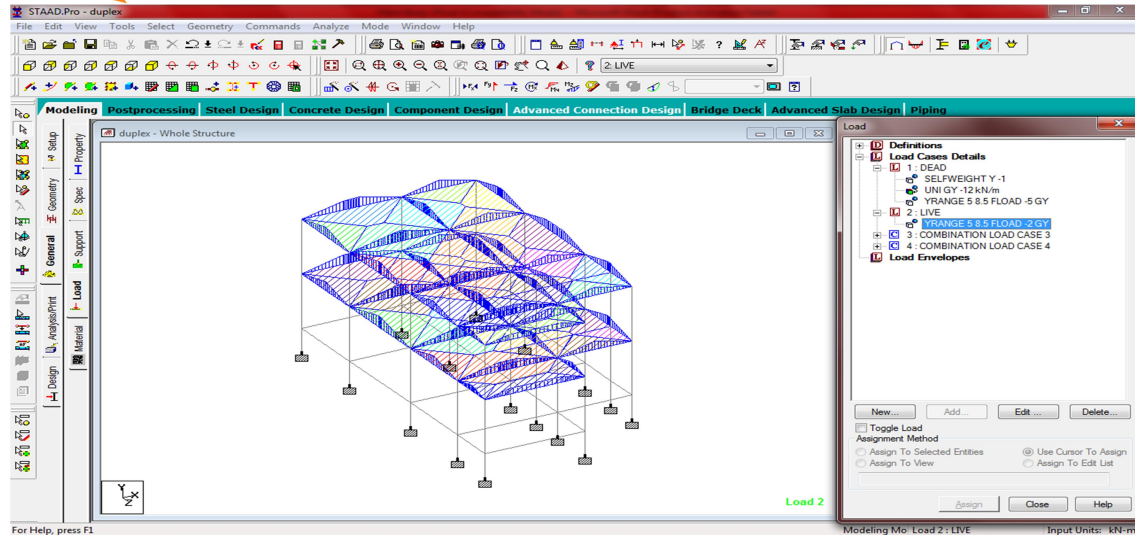 STAAD.Pro - duplex
File Edit View Tools Select Geometry Commands Analyze Mode Window Help
2: LIVE
Modeling Postprocessing Steel Design Concrete Design Component Design Advanced Connection Design Bridge Deck Advanced Slab Design Piping
Setup
Geometry
General
Analysis/Print
Design
Property
Spec
Support
Load
Material
duplex - Whole Structure
Y
X
Z
Load 2
Load
Definitions
Load Cases Details
1 : DEAD
SELFWEIGHT Y -1
UNI GY -12 kN/m
YRANGE 5 8.5 FLOAD -5 GY
2 : LIVE
YRANGE 5 8.5 FLOAD -2 GY
3 : COMBINATION LOAD CASE 3
4 : COMBINATION LOAD CASE 4
Load Envelopes
New... Add... Edit ... Delete...
Toggle Load
Assignment Method
Assign To Selected Entities Use Cursor To Assign
Assign To View Assign To Edit List
Assign Close Help
For Help, press F1 Modeling Mo Load 2 : LIVE Input Units: kN-m